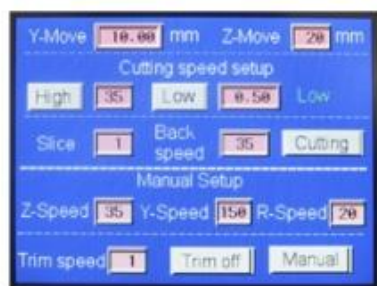 Y-Move 10.00 mm Z-Move 20 mm
Cutting speed setup
High 35 Low 0.50 Low
Slice 1 Back speed 35 Cutting
Manual Setup
Z-Speed 35 Y-Speed 150 R-Speed 20
Trim speed 1 Trim off Manual